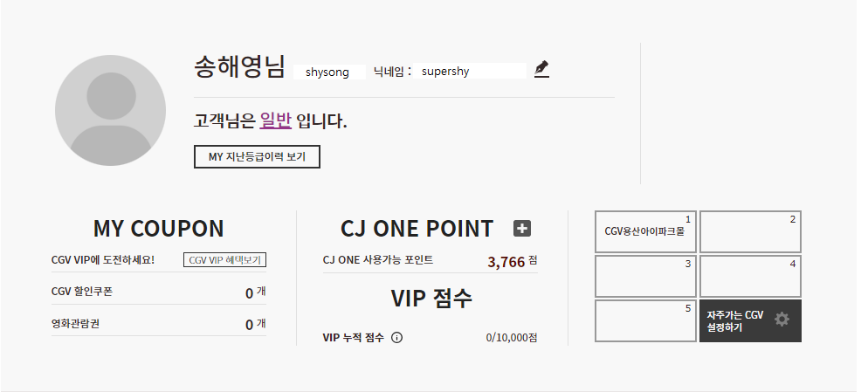 송해영님 shysong 닉네임 : supershy
고객님은 일반 입니다.
MY 지난등급이력 보기
MY COUPON
CGV VIP에 도전하세요! CGV VIP 혜택보기
CGV 할인쿠폰 0 개
영화관람권 0 개
CJ ONE POINT
CJ ONE 사용가능 포인트 3,766 점
VIP 점수
VIP 누적 점수 0/10,000점
1
CGV용산아이파크몰
2
3
4
5
자주가는 CGV
설정하기